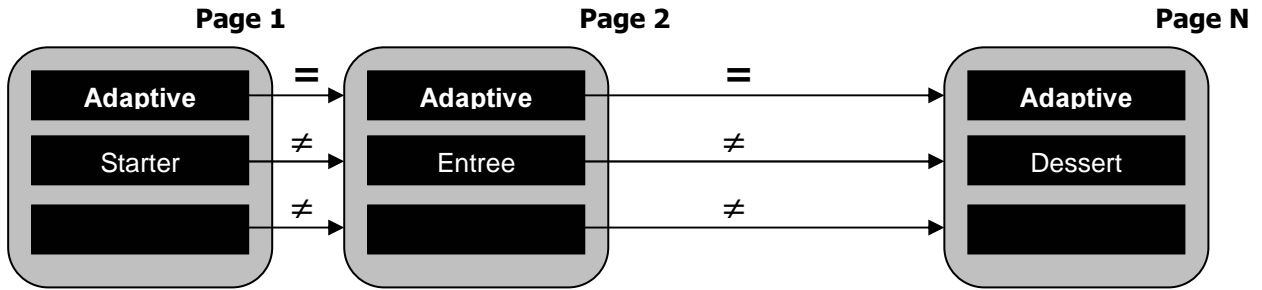 Page 1 Page 2 Page N
= =
Adaptive Adaptive Adaptive
≠ ≠
Starter Entree Dessert
≠ ≠